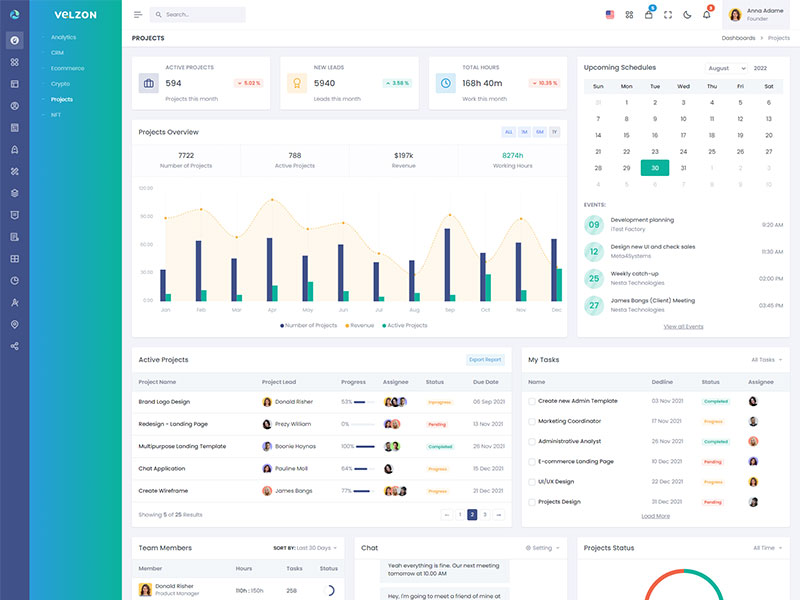 VELZON
Search...
5
8
Anna Adame
Founder
Analytics
CRM
Ecommerce
Crypto
Projects
NFT
PROJECTS
Dashboards > Projects
ACTIVE PROJECTS
594
5.02 %
Projects this month
NEW LEADS
5940
3.58 %
Leads this month
TOTAL HOURS
168h 40m
10.35 %
Work this month
Projects Overview
ALL 1M 6M 1Y
7722
Number of Projects
788
Active Projects
$197k
Revenue
8274h
Working Hours
120.00
90.00
60.00
30.00
0.00
Jan Feb Mar Apr May Jun Jul Aug Sep Oct Nov Dec
Number of Projects Revenue Active Projects
Upcoming Schedules
August 2022
Sun Mon Tue Wed Thu Fri Sat
31 1 2 3 4 5 6
7 8 9 10 11 12 13
14 15 16 17 18 19 20
21 22 23 24 25 26 27
28 29 30 31 1 2 3
4 5 6 7 8 9 10
EVENTS:
09 Development planning 9:20 AM
iTest Factory
12 Design new UI and check sales 11:30 AM
Meta4Systems
25 Weekly catch-up 02:00 PM
Nesta Technologies
27 James Bangs (Client) Meeting 03:45 PM
Nesta Technologies
View all Events
Active Projects
Export Report
Project Name Project Lead Progress Assignee Status Due Date
Brand Logo Design Donald Risher 53% Inprogress 06 Sep 2021
Redesign - Landing Page Prezy William 0% Pending 13 Nov 2021
Multipurpose Landing Template Boonie Hoynas 100% Completed 26 Nov 2021
Chat Application Pauline Moll 64% Progress 15 Dec 2021
Create Wireframe James Bangs 77% Progress 21 Dec 2021
Showing 5 of 25 Results
← 1 2 3 →
My Tasks
All Tasks
Name Dedline Status Assignee
Create new Admin Template 03 Nov 2021 Completed
Marketing Coordinator 17 Nov 2021 Progress
Administrative Analyst 26 Nov 2021 Completed
E-commerce Landing Page 10 Dec 2021 Pending
UI/UX Design 22 Dec 2021 Progress
Projects Design 31 Dec 2021 Pending
Load More
Team Members
SORT BY: Last 30 Days
Member Hours Tasks Status
Donald Risher
Product Manager
110h : 150h 258
Chat
Setting
Yeah everything is fine. Our next meeting
tomorrow at 10.00 AM
Hey, I'm going to meet a friend of mine at
Projects Status
All Time